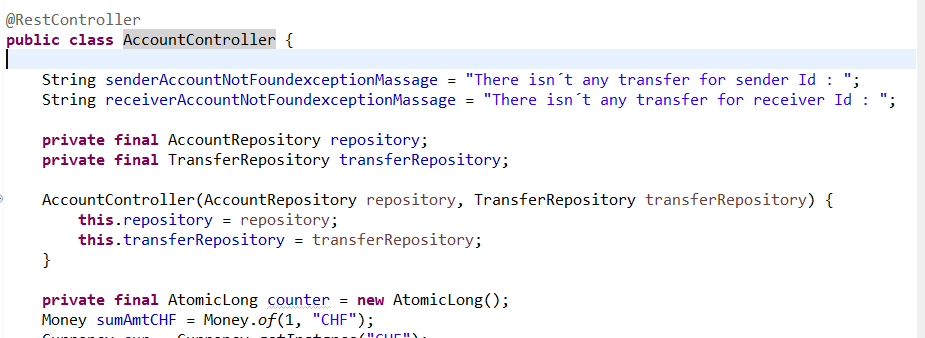 @RestController
public class AccountController {
String senderAccountNotFoundexceptionMassage = "There isn´t any transfer for sender Id : ";
String receiverAccountNotFoundexceptionMassage = "There isn´t any transfer for receiver Id : ";
private final AccountRepository repository;
private final TransferRepository transferRepository;
AccountController(AccountRepository repository, TransferRepository transferRepository) {
this.repository = repository;
this.transferRepository = transferRepository;
}
private final AtomicLong counter = new AtomicLong();
Money sumAmtCHF = Money.of(1, "CHF");